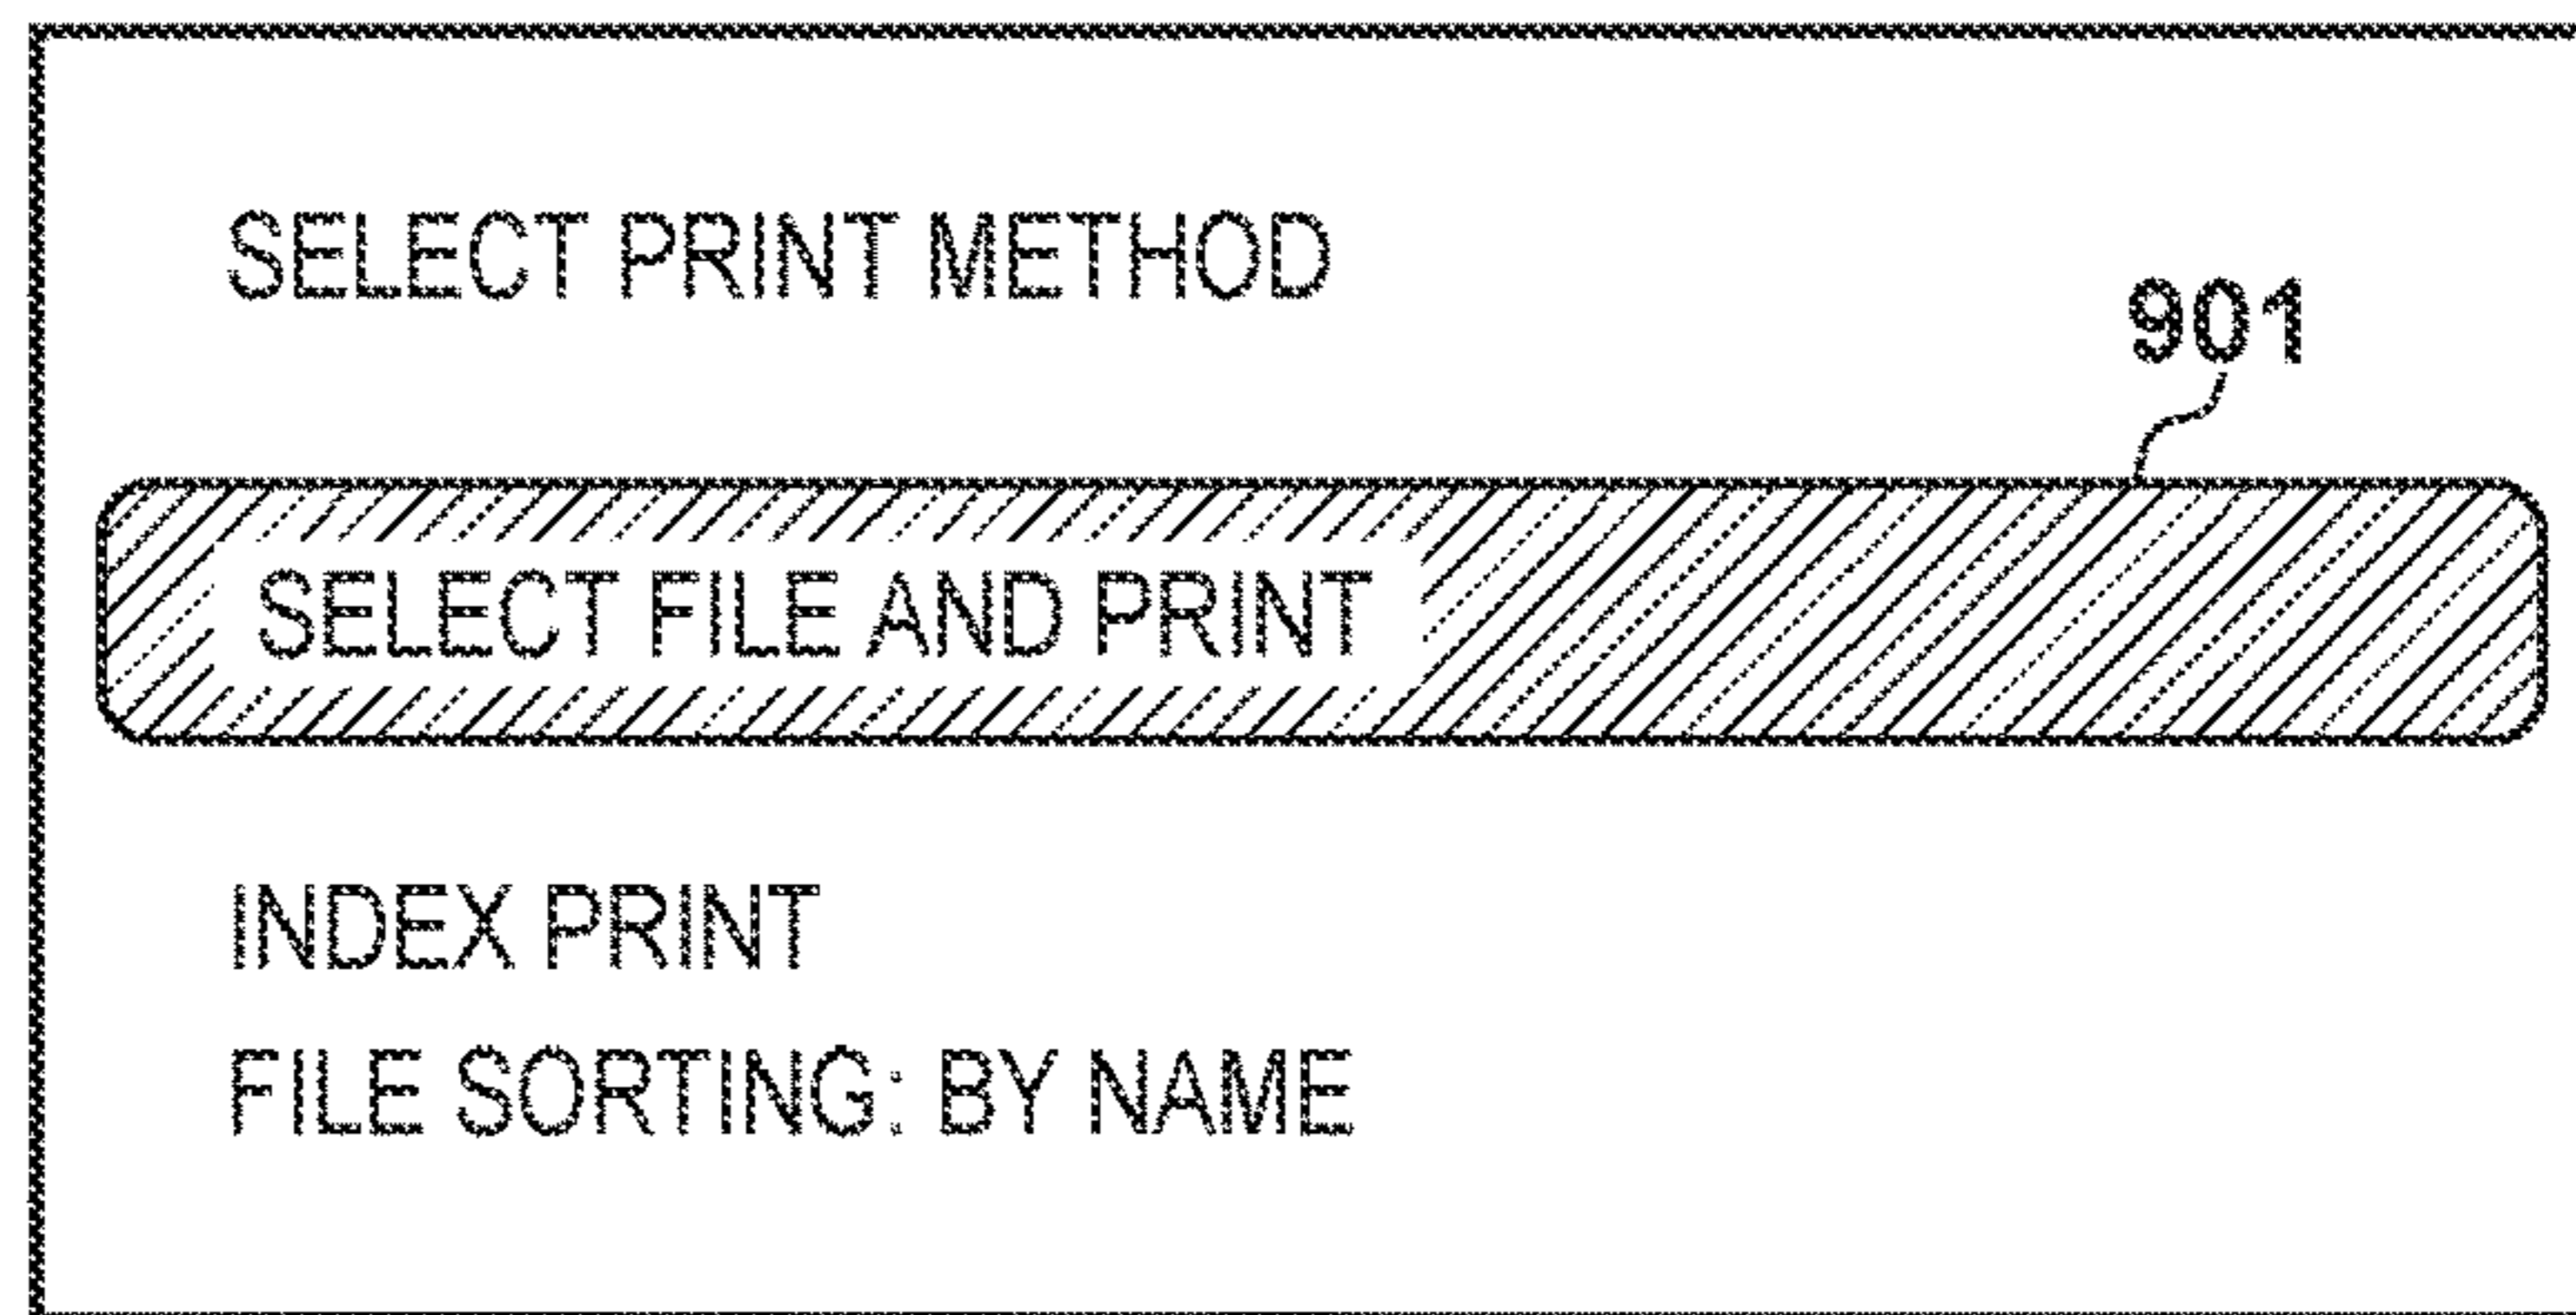 SELECT PRINT METHOD
901
SELECT FILE AND PRINT
INDEX PRINT
FILE SORTING: BY NAME